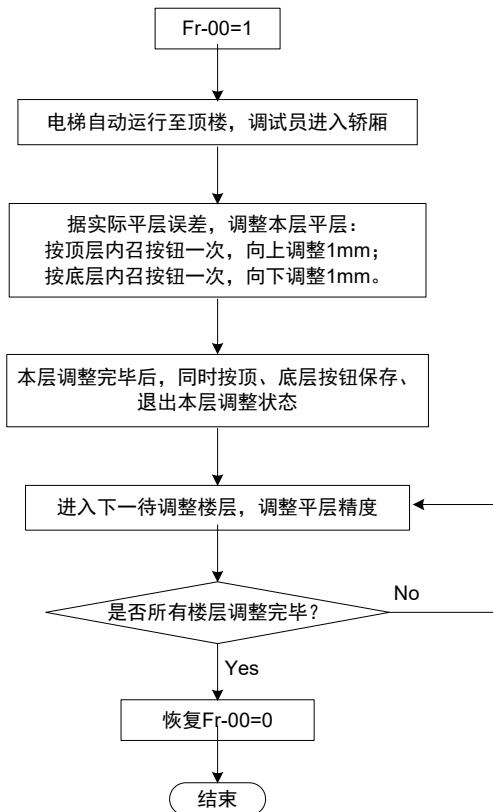 Fr-00=1
电梯自动运行至顶楼，调试员进入轿厢
据实际平层误差，调整本层平层：
按顶层内召按钮一次，向上调整1mm；
按底层内召按钮一次，向下调整1mm。
本层调整完毕后，同时按顶、底层按钮保存、
退出本层调整状态
进入下一待调整楼层，调整平层精度
是否所有楼层调整完毕？
No
Yes
恢复Fr-00=0
结束